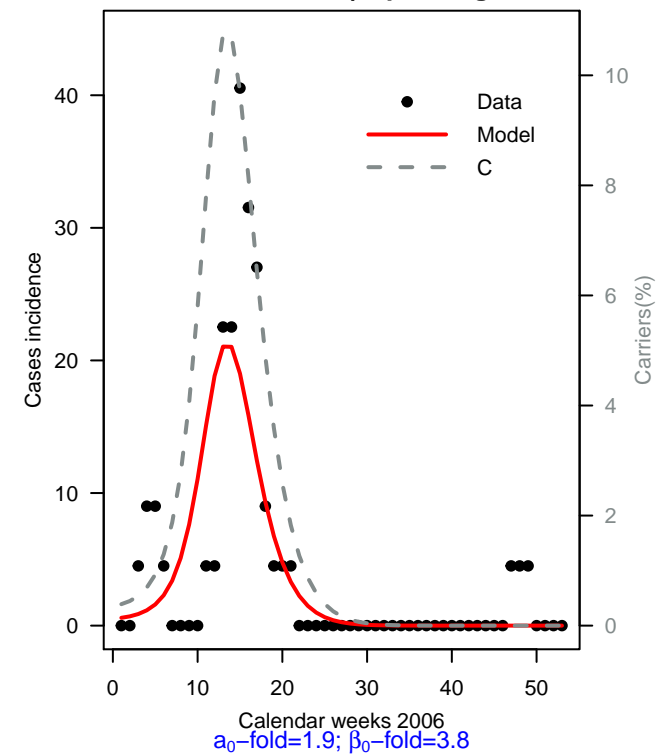 Data
Model
C
Cases incidence
0
10
20
30
40
Carriers(%)
0
2
4
6
8
10
0 10 20 30 40 50
Calendar weeks 2006
a₀–fold=1.9; β₀–fold=3.8